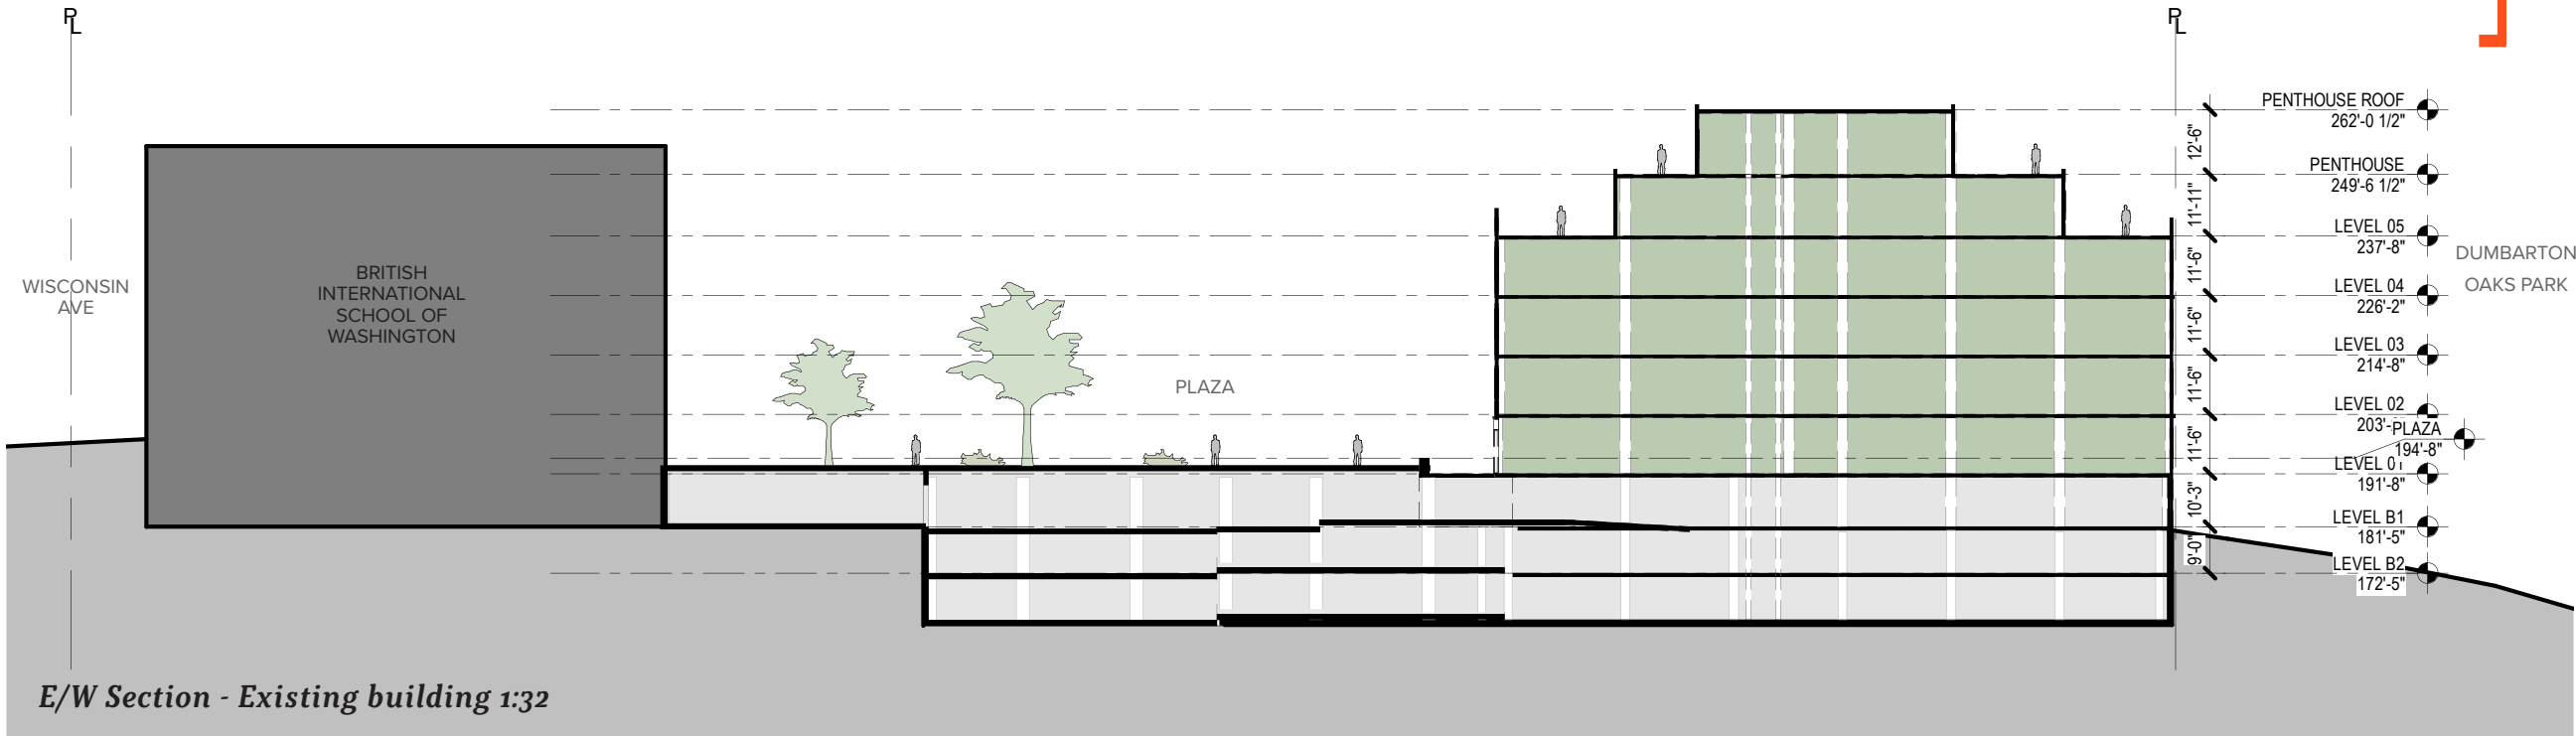 PL
PL
PENTHOUSE ROOF
262'-0 1/2"
12'-6"
PENTHOUSE
249'-6 1/2"
11'-11"
LEVEL 05
237'-8"
11'-6"
LEVEL 04
226'-2"
11'-6"
LEVEL 03
214'-8"
11'-6"
LEVEL 02
203'-
PLAZA
194'-8"
11'-6"
LEVEL 01
191'-8"
10'-3"
LEVEL B1
181'-5"
9'-0"
LEVEL B2
172'-5"
DUMBARTON
OAKS PARK
WISCONSIN
AVE
BRITISH
INTERNATIONAL
SCHOOL OF
WASHINGTON
PLAZA
E/W Section - Existing building 1:32